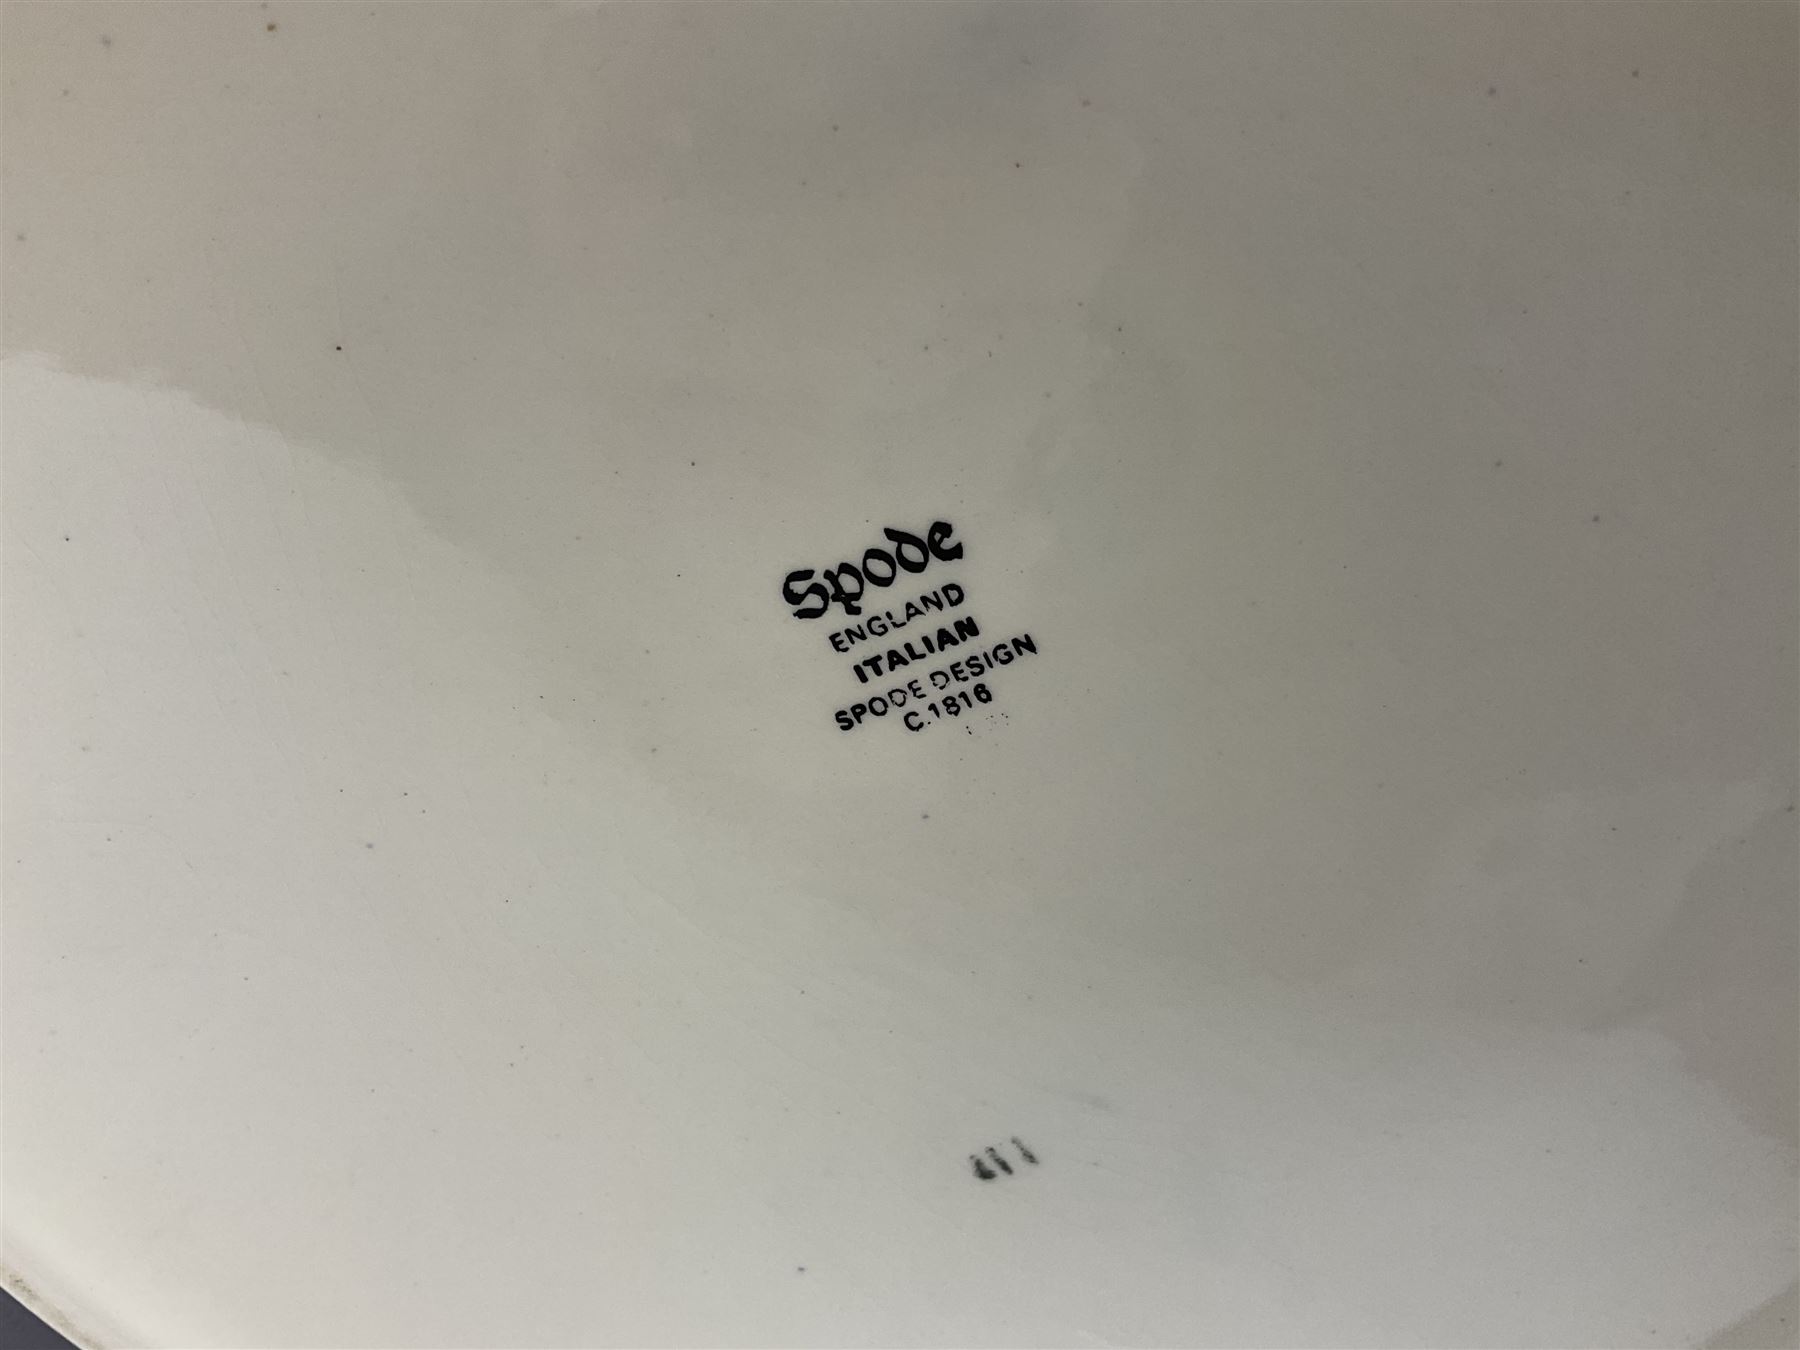 Spode
ENGLAND
ITALIAN
SPODE DESIGN
C.1816